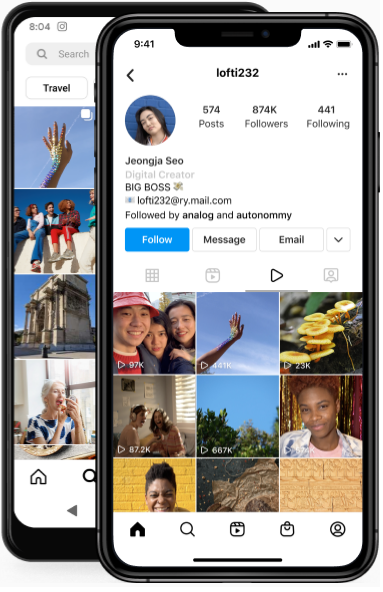 8:04
Search
Travel
9:41
lofti232
574
874K
441
Posts
Followers
Following
Jeongja Seo
Digital Creator
BIG BOSS
lofti232@ry.mail.com
Followed by analog and autonommy
Follow
Message
Email
97K
441K
23K
87.2K
667K